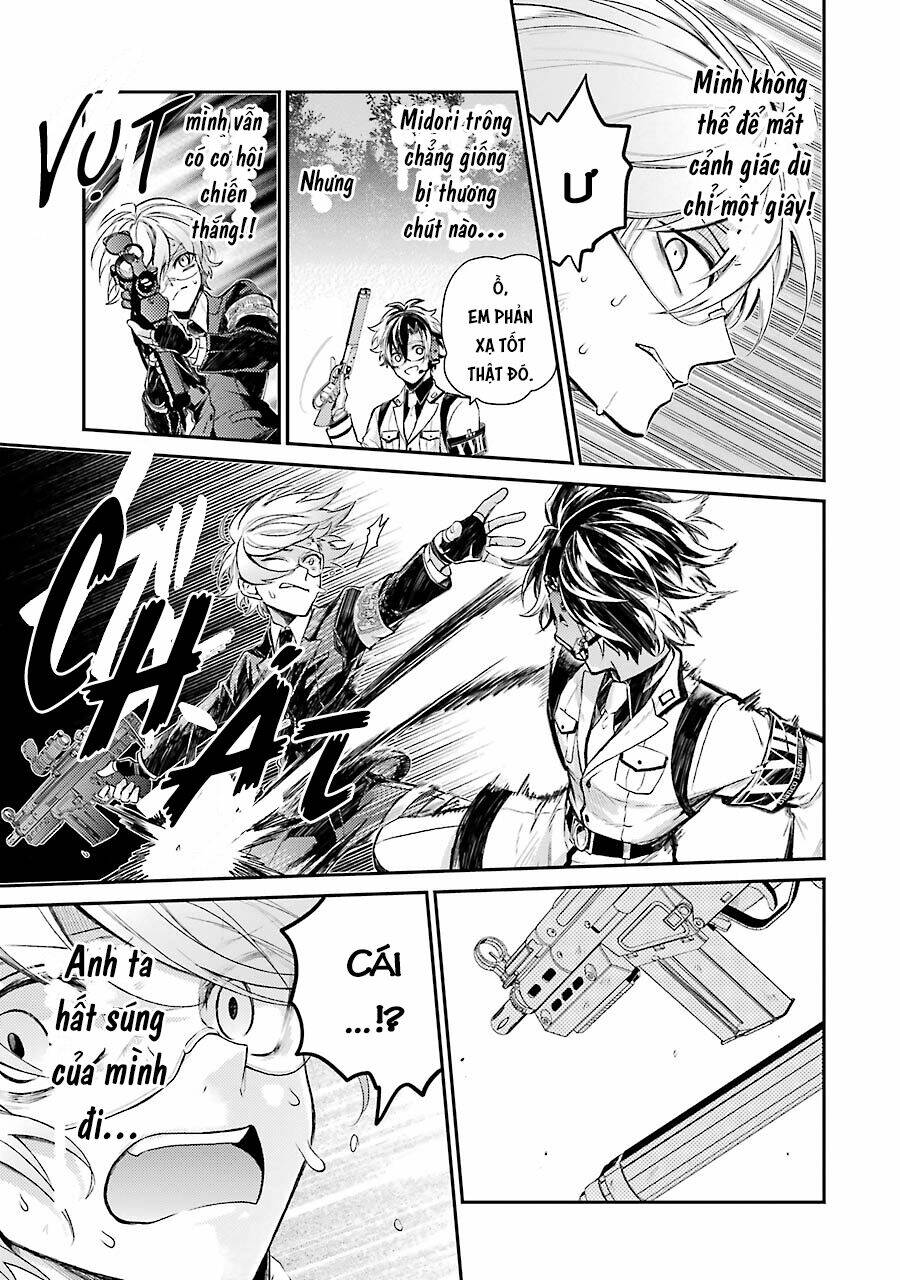 Mình không
thể để mất
cảnh giác dù
chỉ một giây!
Ư
Midori trông
chẳng giống
bị thương
chút nào...
Nhưng
Ồ,
EM PHẢN
XẠ TỐT
THẬT ĐÓ.
mình vẫn
có cơ hội
chiến
thắng!!
VỤT
CHÁT
CÁI
...!?
Anh ta
hất súng
của mình
đi...